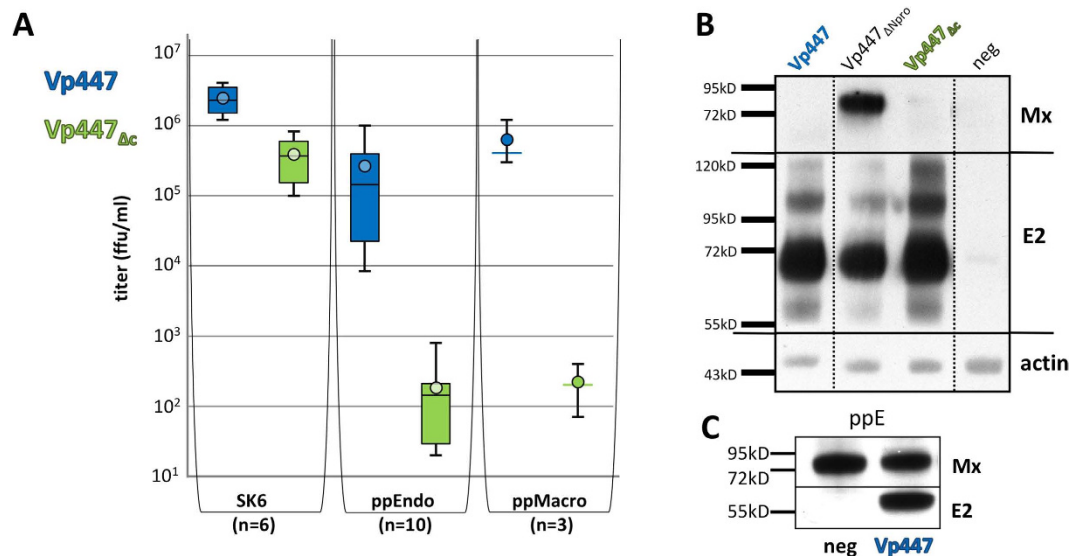 A
Vp447
Vp447Δc
titer (ffu/ml)
10^7
10^6
10^5
10^4
10^3
10^2
10^1
SK6
(n=6)
ppEndo
(n=10)
ppMacro
(n=3)
B
Vp447
Vp447ΔNpro
Vp447Δc
neg
95kD
72kD
Mx
120kD
95kD
72kD
55kD
E2
43kD
actin
C
ppE
95kD
72kD
Mx
55kD
E2
neg
Vp447